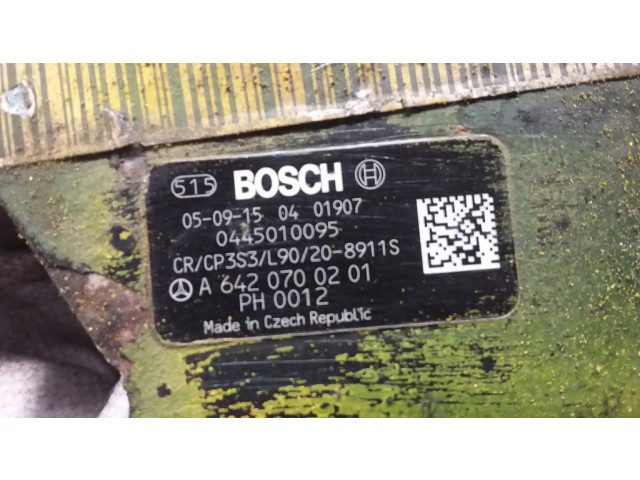 515 BOSCH
05-09-15 04 01907
0445010095
CR/CP3S3/L90/20-8911S
A 642 070 02 01
PH 0012
Made in Czech Republic